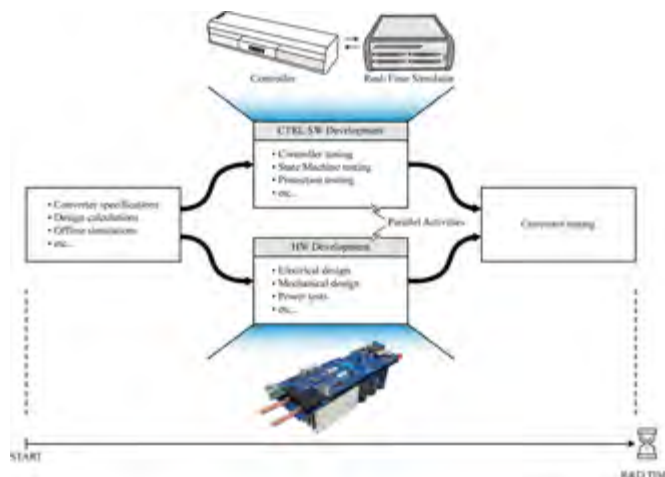 Controller
Real-Time Simulator
CTRL SW Development
• Controller tuning
• State Machine testing
• Protection testing
• etc...
• Converter specifications
• Design calculations
• Offline simulations
• etc...
Parallel Activities
Converter testing
HW Development
• Electrical design
• Mechanical design
• Power tests
• etc...
START
R&D TIME